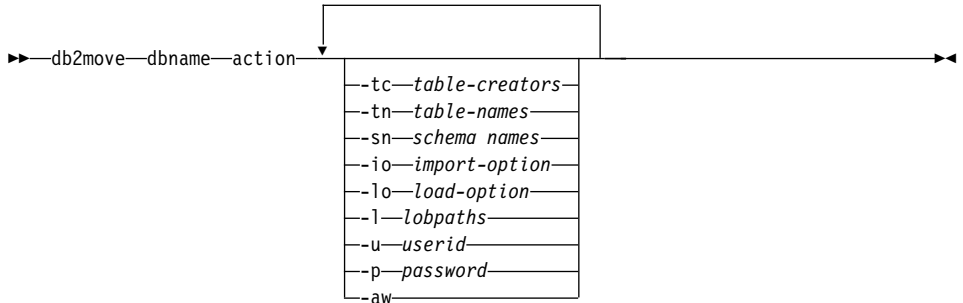 db2move dbname action
-tc table-creators
-tn table-names
-sn schema names
-io import-option
-lo load-option
-l lobpaths
-u userid
-p password
-aw